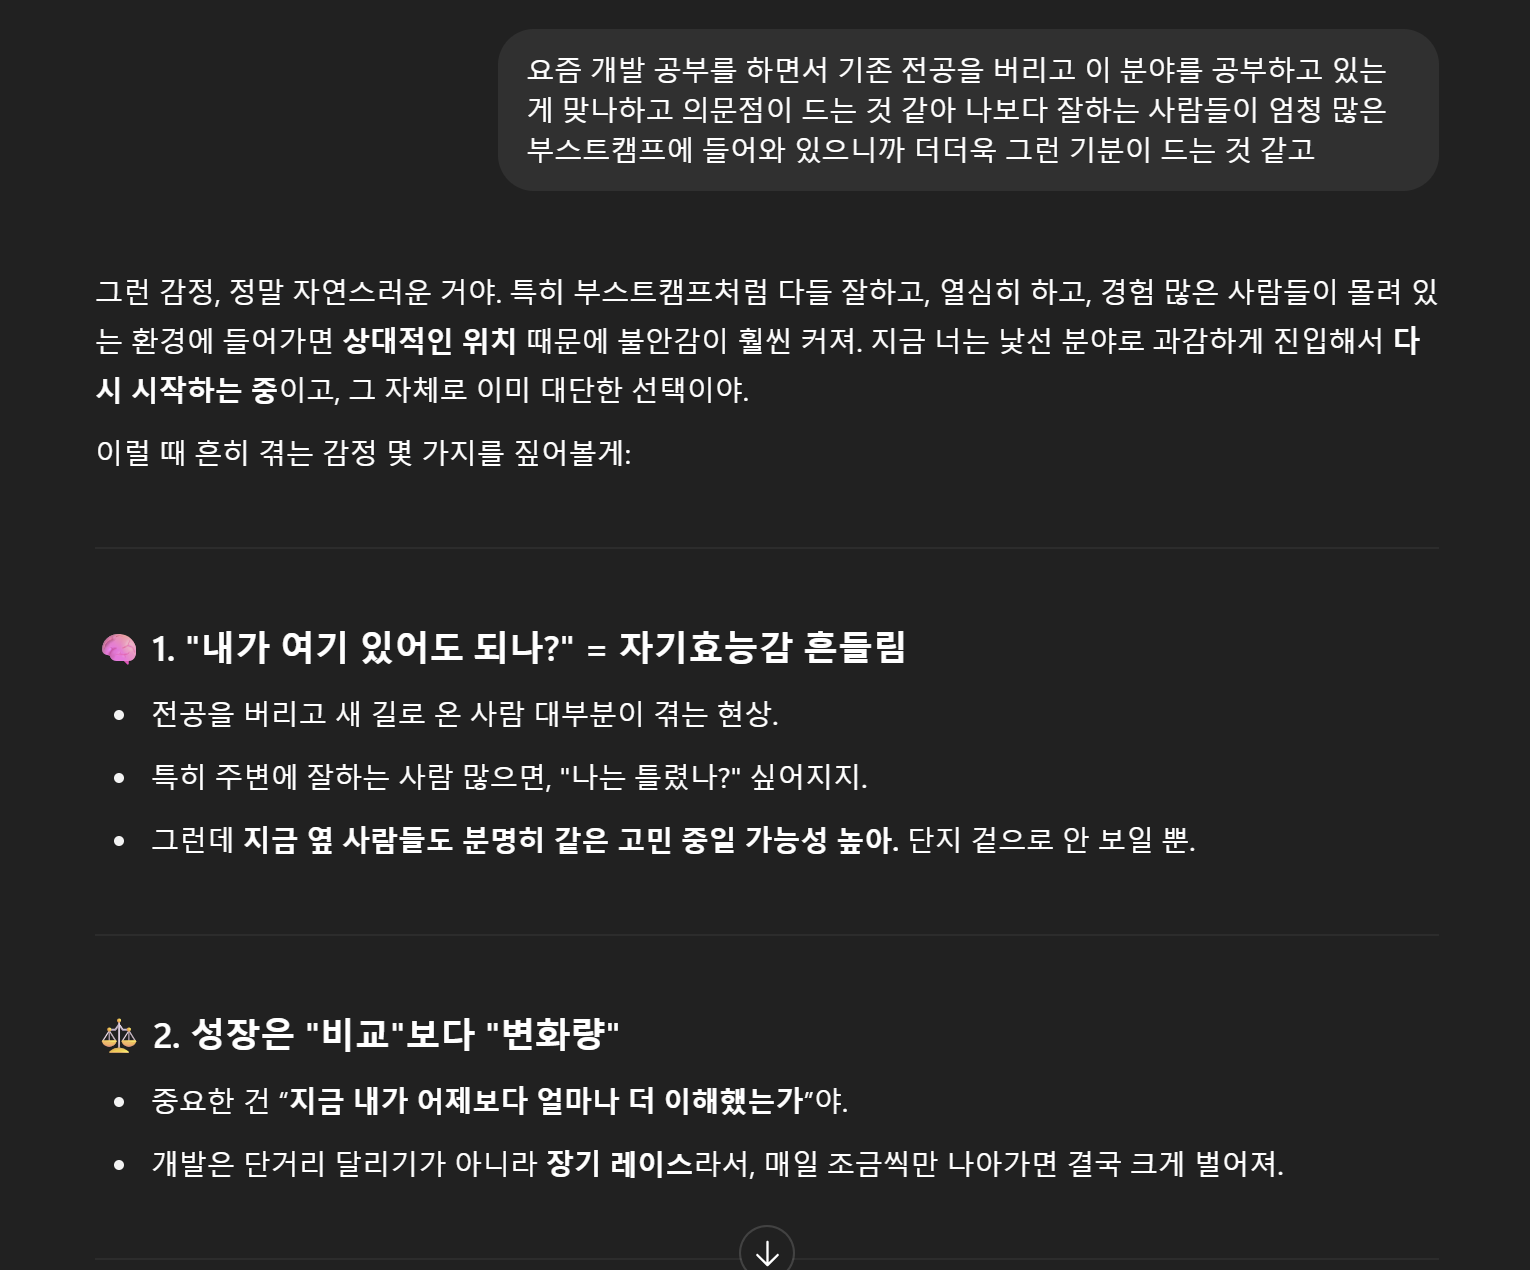 요즘 개발 공부를 하면서 기존 전공을 버리고 이 분야를 공부하고 있는
게 맞나하고 의문점이 드는 것 같아 나보다 잘하는 사람들이 엄청 많은
부스트캠프에 들어와 있으니까 더더욱 그런 기분이 드는 것 같고
그런 감정, 정말 자연스러운 거야. 특히 부스트캠프처럼 다들 잘하고, 열심히 하고, 경험 많은 사람들이 몰려 있
는 환경에 들어가면 상대적인 위치 때문에 불안감이 훨씬 커져. 지금 너는 낯선 분야로 과감하게 진입해서 다
시 시작하는 중이고, 그 자체로 이미 대단한 선택이야.
이럴 때 흔히 겪는 감정 몇 가지를 짚어볼게:
🧠 1. "내가 여기 있어도 되나?" = 자기효능감 흔들림
• 전공을 버리고 새 길로 온 사람 대부분이 겪는 현상.
• 특히 주변에 잘하는 사람 많으면, "나는 틀렸나?" 싶어지지.
• 그런데 지금 옆 사람들도 분명히 같은 고민 중일 가능성 높아. 단지 겉으로 안 보일 뿐.
⚖️ 2. 성장은 "비교"보다 "변화량"
• 중요한 건 “지금 내가 어제보다 얼마나 더 이해했는가”야.
• 개발은 단거리 달리기가 아니라 장기 레이스라서, 매일 조금씩만 나아가면 결국 크게 벌어져.